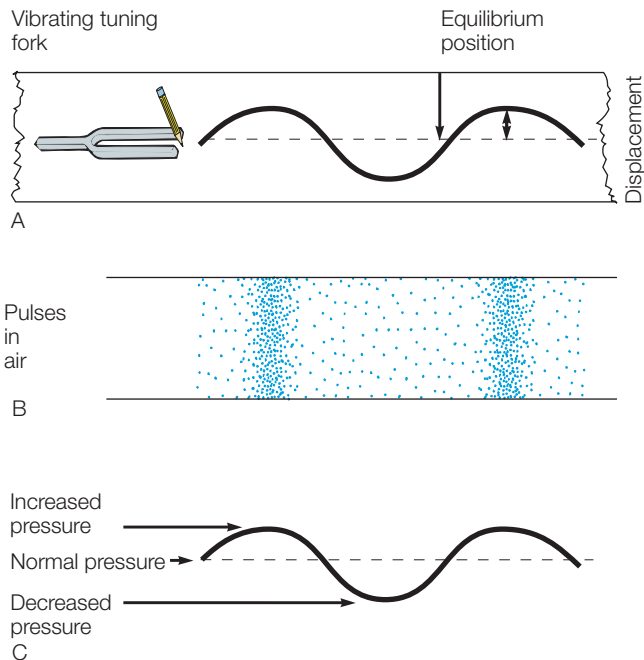 Vibrating tuning
fork
Equilibrium
position
Displacement
A
Pulses
in
air
B
Increased
pressure
Normal pressure
Decreased
pressure
C